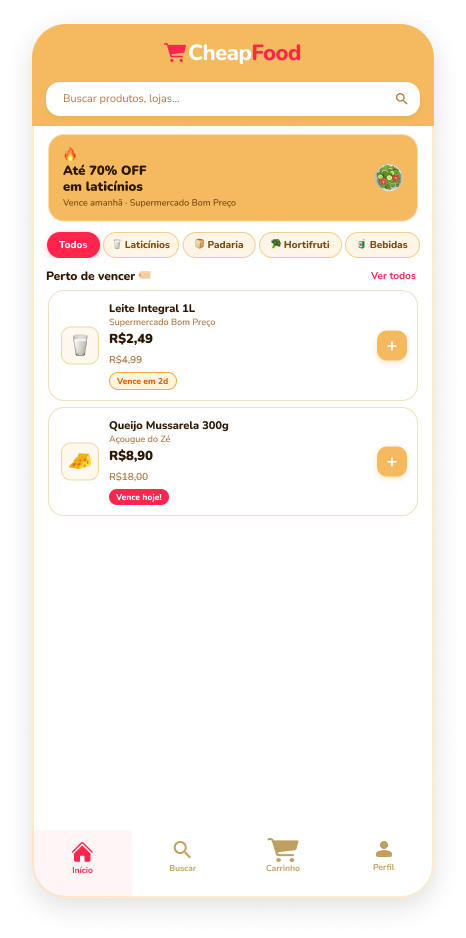 CheapFood
Buscar produtos, lojas...
Até 70% OFF
em laticínios
Vence amanhã · Supermercado Bom Preço
Todos
Laticínios
Padaria
Hortifruti
Bebidas
Perto de vencer
Ver todos
Leite Integral 1L
Supermercado Bom Preço
R$2,49
R$4,99
Vence em 2d
+
Queijo Mussarela 300g
Açougue do Zé
R$8,90
R$18,00
Vence hoje!
+
Início
Buscar
Carrinho
Perfil